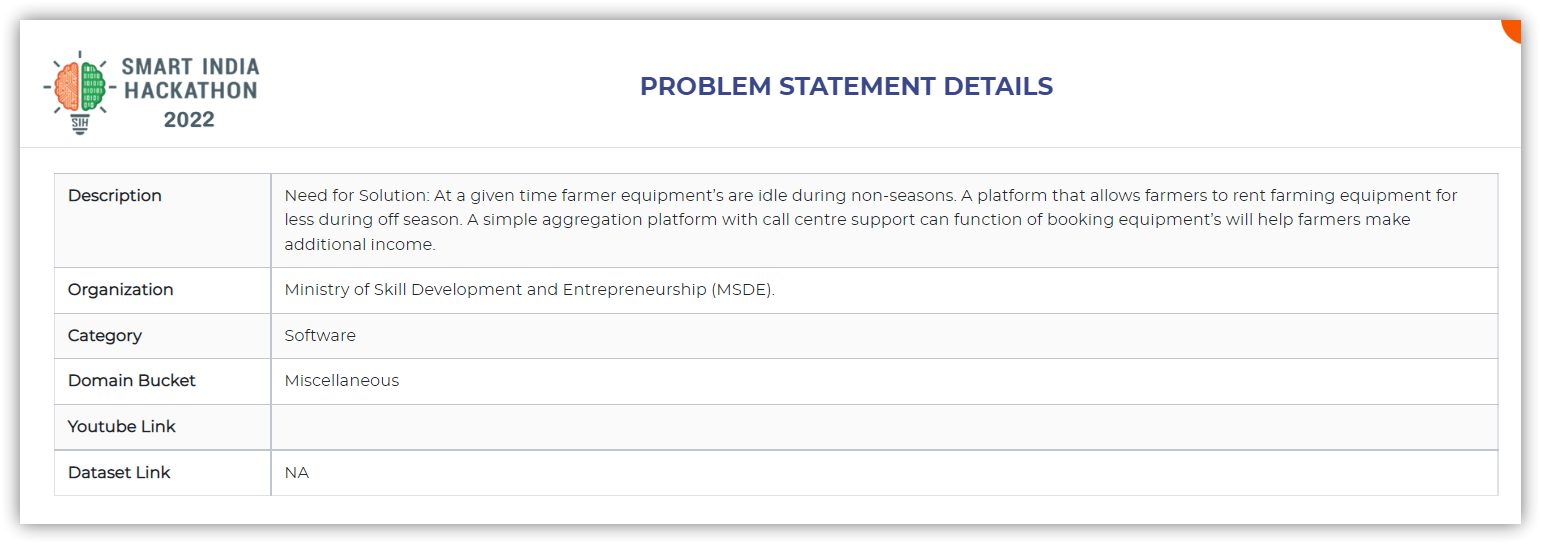 SMART INDIA
HACKATHON
2022
SIH
PROBLEM STATEMENT DETAILS
Description
Need for Solution: At a given time farmer equipment's are idle during non-seasons. A platform that allows farmers to rent farming equipment for
less during off season. A simple aggregation platform with call centre support can function of booking equipment's will help farmers make
additional income.
Organization
Ministry of Skill Development and Entrepreneurship (MSDE).
Category
Software
Domain Bucket
Miscellaneous
Youtube Link
Dataset Link
NA